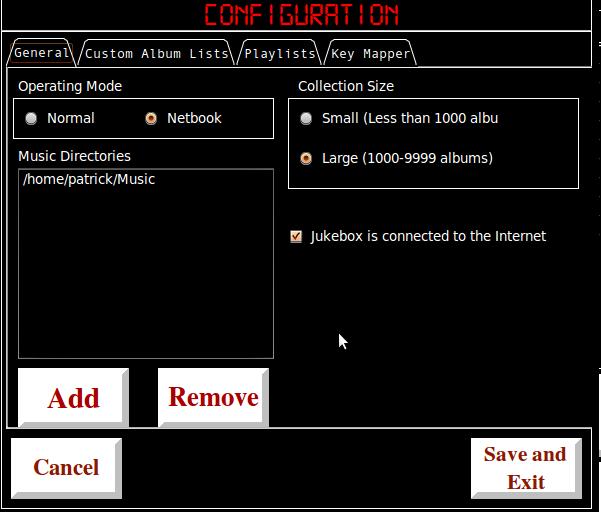 CONFIGURATION
General Custom Album Lists Playlists Key Mapper
Operating Mode
Normal Netbook
Collection Size
Small (Less than 1000 albu
Large (1000-9999 albums)
Music Directories
/home/patrick/Music
Jukebox is connected to the Internet
Add Remove
Cancel
Save and
Exit